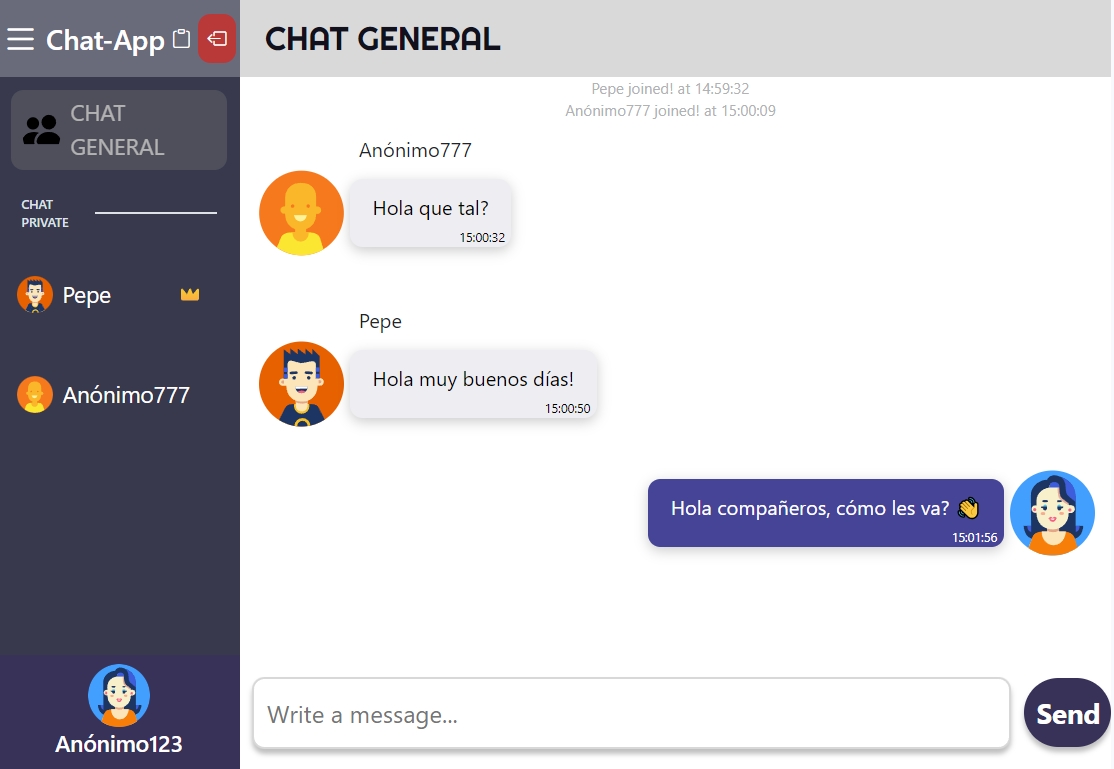 Chat-App
CHAT
GENERAL
CHAT
PRIVATE
Pepe
Anónimo777
Anónimo123
CHAT GENERAL
Pepe joined! at 14:59:32
Anónimo777 joined! at 15:00:09
Anónimo777
Hola que tal?
15:00:32
Pepe
Hola muy buenos días!
15:00:50
Hola compañeros, cómo les va? 👋
15:01:56
Write a message...
Send